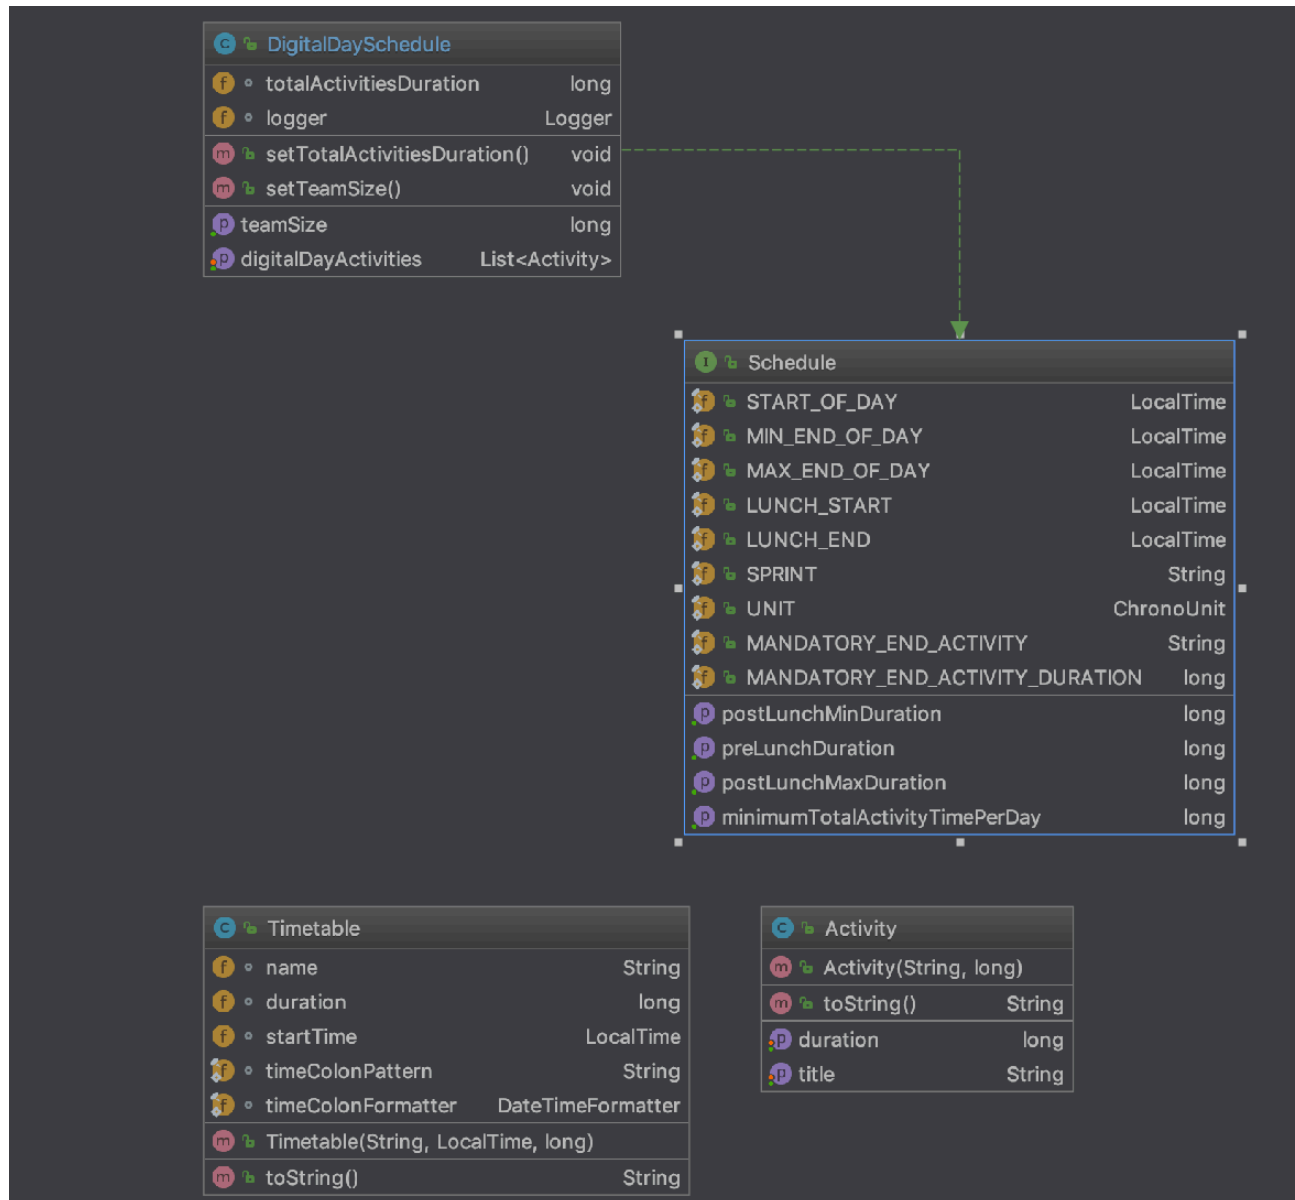 DigitalDaySchedule
totalActivitiesDuration long
logger Logger
setTotalActivitiesDuration() void
setTeamSize() void
teamSize long
digitalDayActivities List<Activity>
Schedule
START_OF_DAY LocalTime
MIN_END_OF_DAY LocalTime
MAX_END_OF_DAY LocalTime
LUNCH_START LocalTime
LUNCH_END LocalTime
SPRINT String
UNIT ChronoUnit
MANDATORY_END_ACTIVITY String
MANDATORY_END_ACTIVITY_DURATION long
postLunchMinDuration long
preLunchDuration long
postLunchMaxDuration long
minimumTotalActivityTimePerDay long
Timetable
name String
duration long
startTime LocalTime
timeColonPattern String
timeColonFormatter DateTimeFormatter
Timetable(String, LocalTime, long)
toString() String
Activity
Activity(String, long)
toString() String
duration long
title String